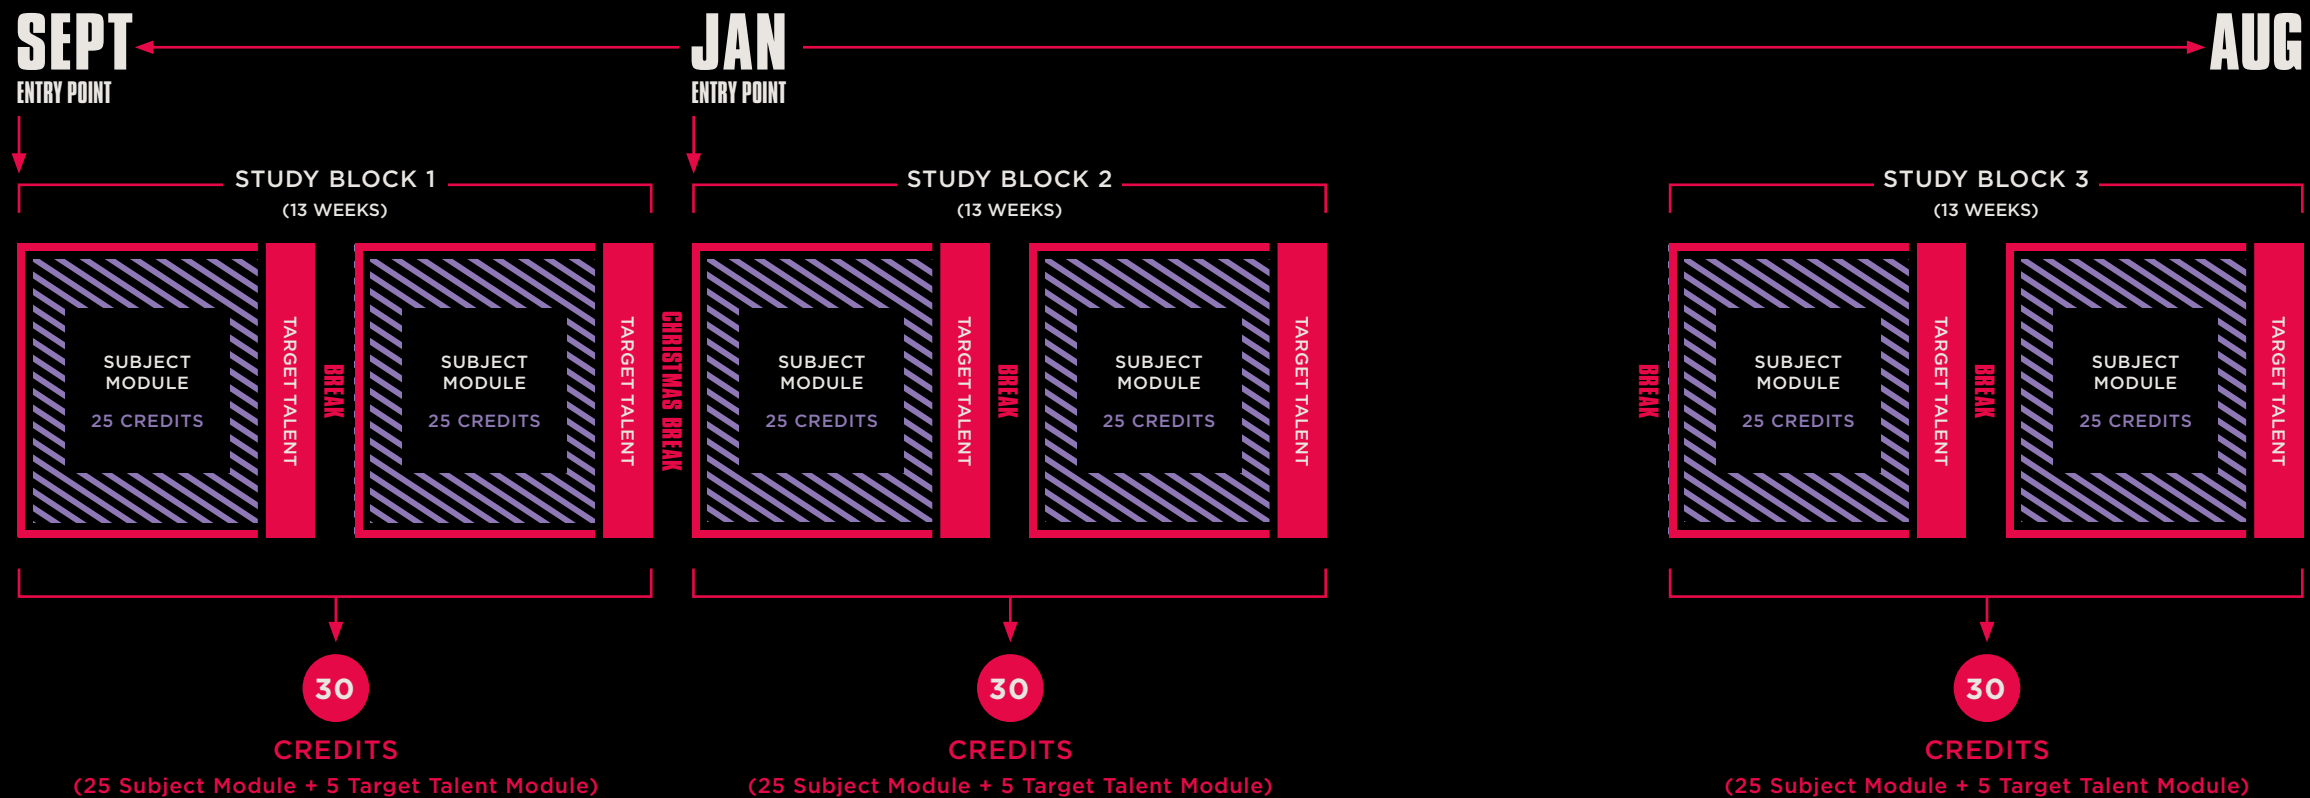 SEPT
ENTRY POINT
JAN
ENTRY POINT
AUG
STUDY BLOCK 1
(13 WEEKS)
SUBJECT
MODULE
25 CREDITS
TARGET TALENT
BREAK
SUBJECT
MODULE
25 CREDITS
TARGET TALENT
30
CREDITS
(25 Subject Module + 5 Target Talent Module)
CHRISTMAS BREAK
STUDY BLOCK 2
(13 WEEKS)
SUBJECT
MODULE
25 CREDITS
TARGET TALENT
BREAK
SUBJECT
MODULE
25 CREDITS
TARGET TALENT
30
CREDITS
(25 Subject Module + 5 Target Talent Module)
BREAK
STUDY BLOCK 3
(13 WEEKS)
SUBJECT
MODULE
25 CREDITS
TARGET TALENT
BREAK
SUBJECT
MODULE
25 CREDITS
TARGET TALENT
30
CREDITS
(25 Subject Module + 5 Target Talent Module)